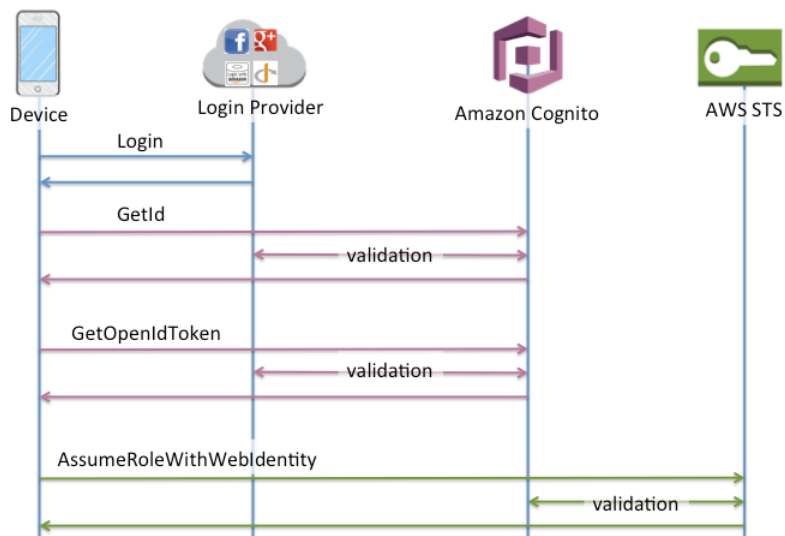 Device
Login Provider
Amazon Cognito
AWS STS
Login
GetId
validation
GetOpenIdToken
validation
AssumeRoleWithWebIdentity
validation